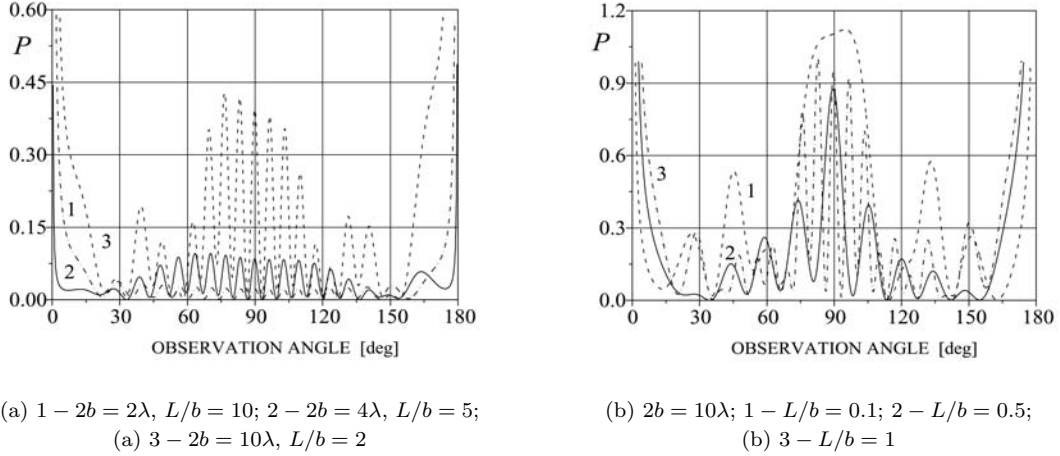 0.60
P
0.45
0.30
0.15
0.00
1
2
3
0 30 60 90 120 150 180
OBSERVATION ANGLE [deg]
1.2
P
0.9
0.6
0.3
0.0
3
1
2
0 30 60 90 120 150 180
OBSERVATION ANGLE [deg]
(a) 1 − 2b = 2λ, L/b = 10; 2 − 2b = 4λ, L/b = 5;
(a) 3 − 2b = 10λ, L/b = 2
(b) 2b = 10λ; 1 − L/b = 0.1; 2 − L/b = 0.5;
(b) 3 − L/b = 1